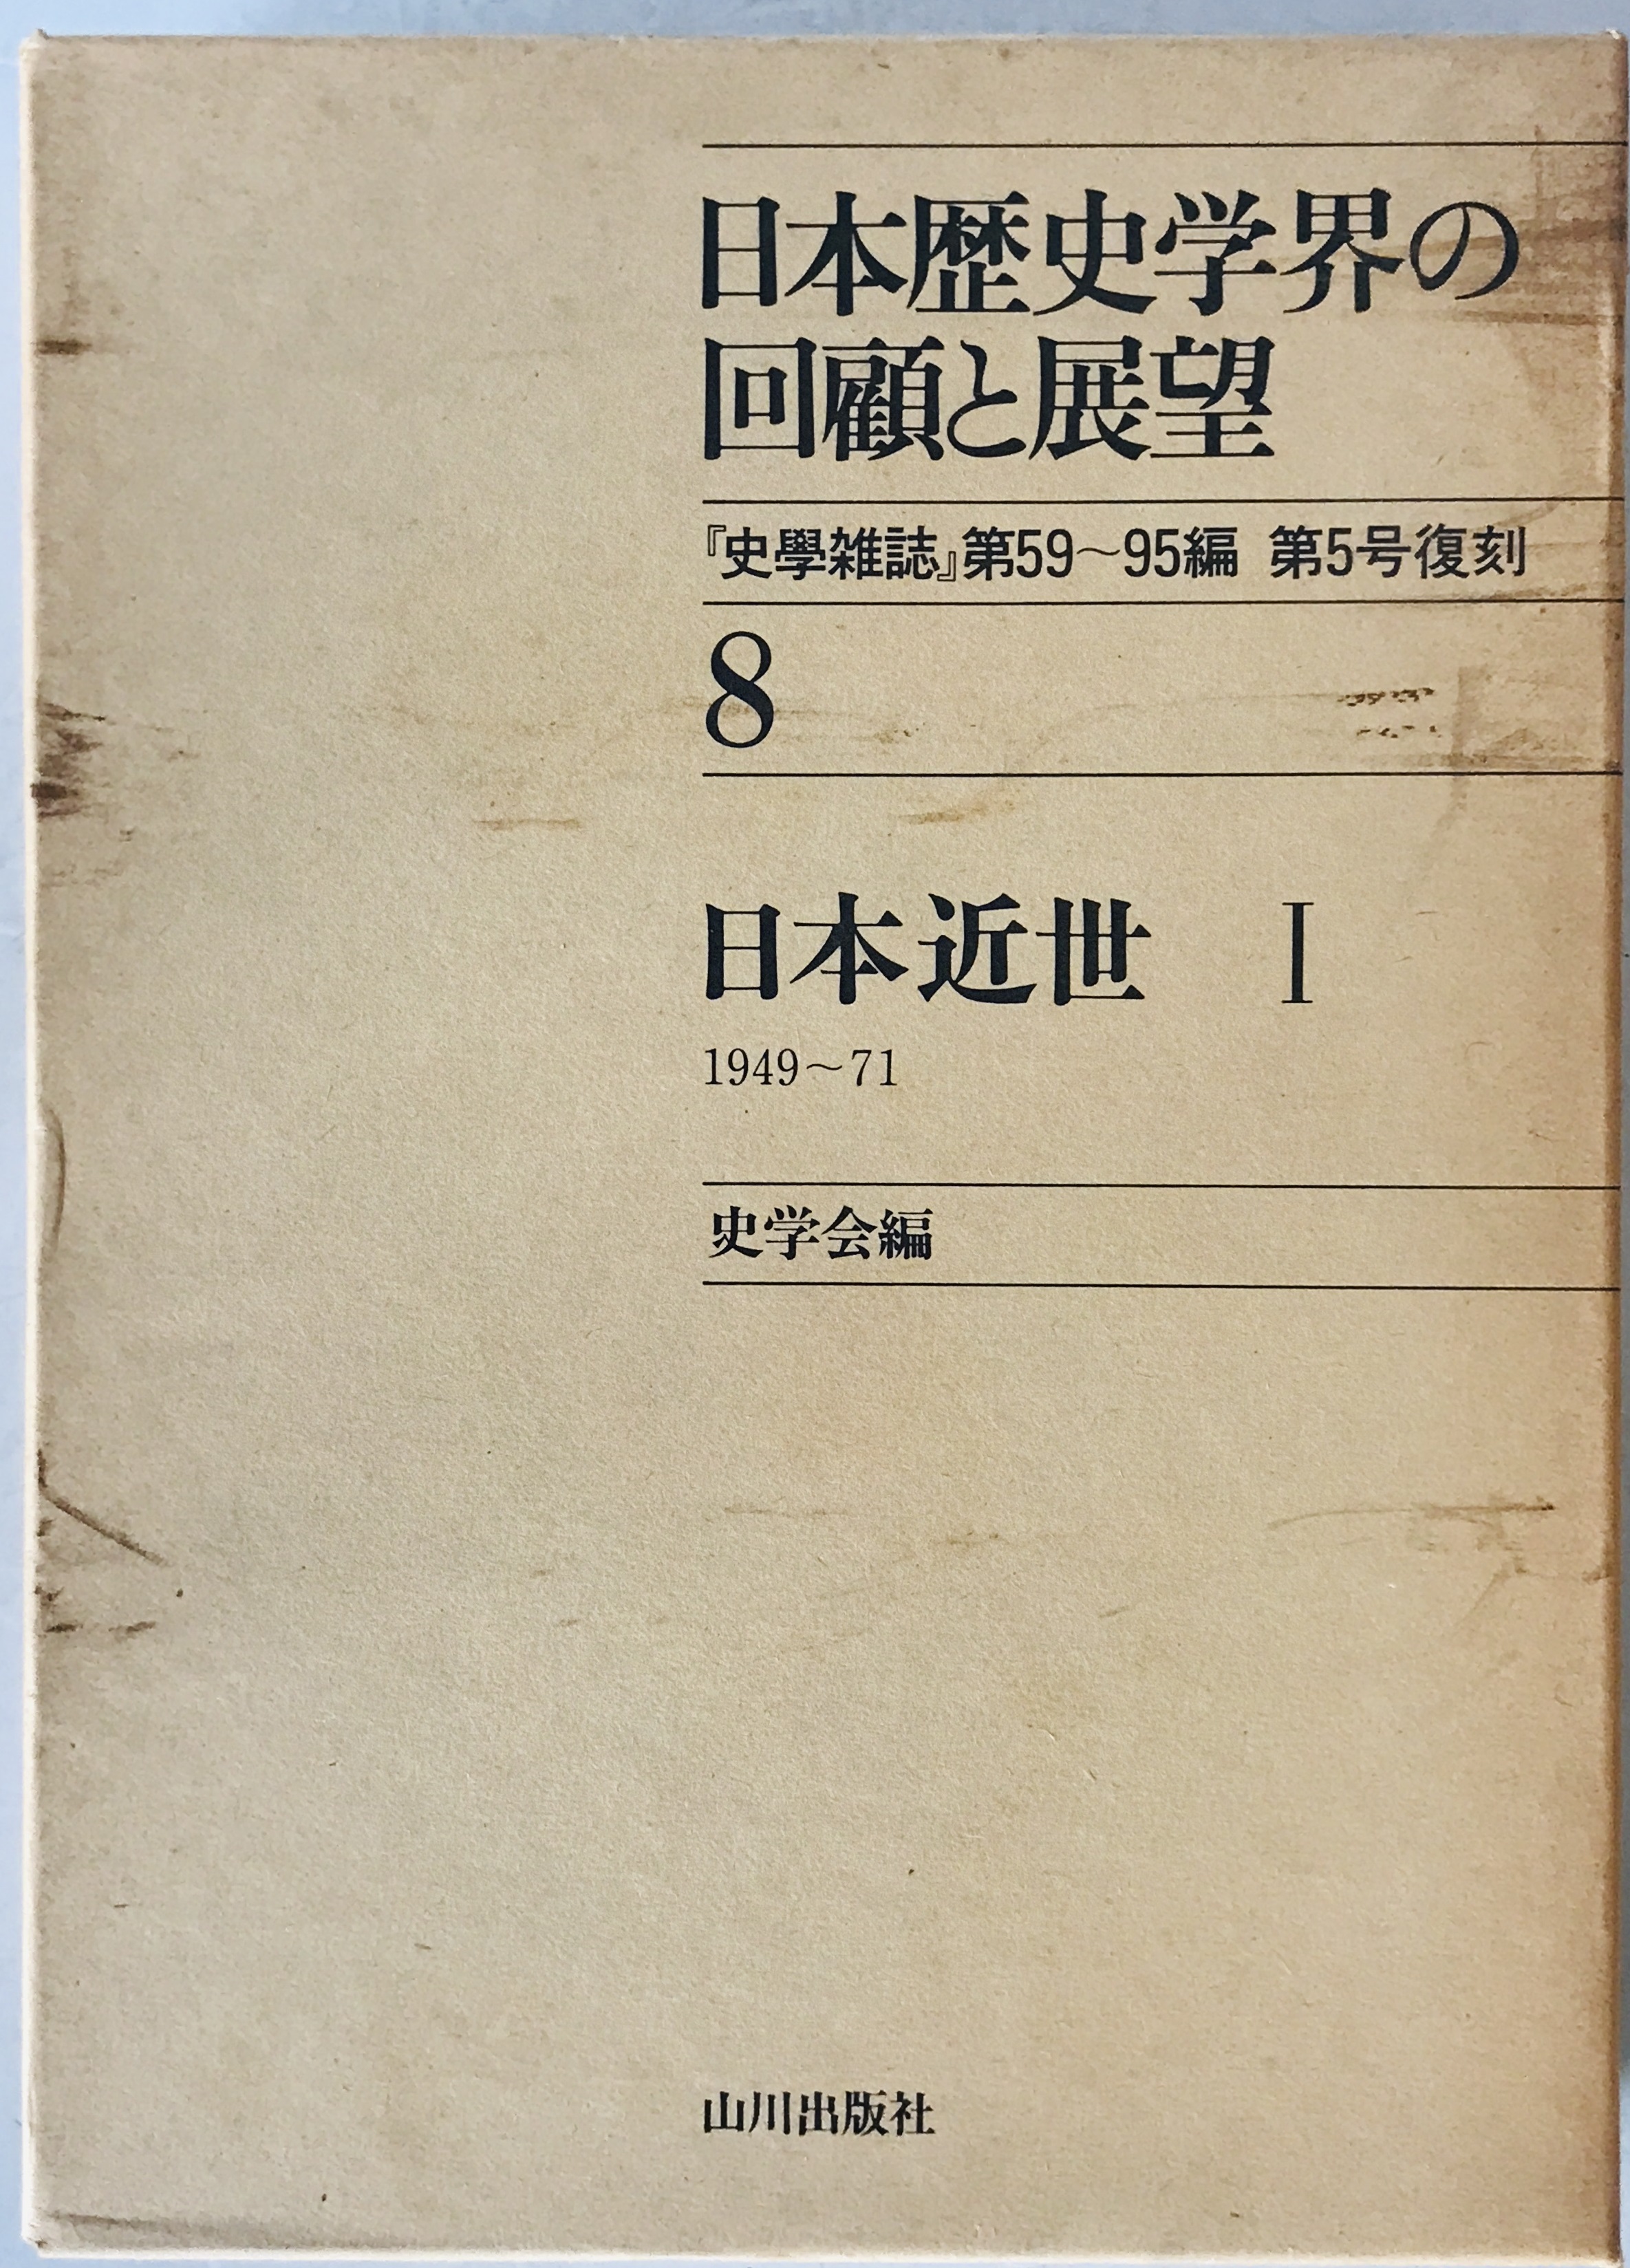 日本歴史学界の
回顧と展望
『史學雑誌』第59〜95編 第5号復刻
8
日本近世 I
1949〜71
史学会編
山川出版社